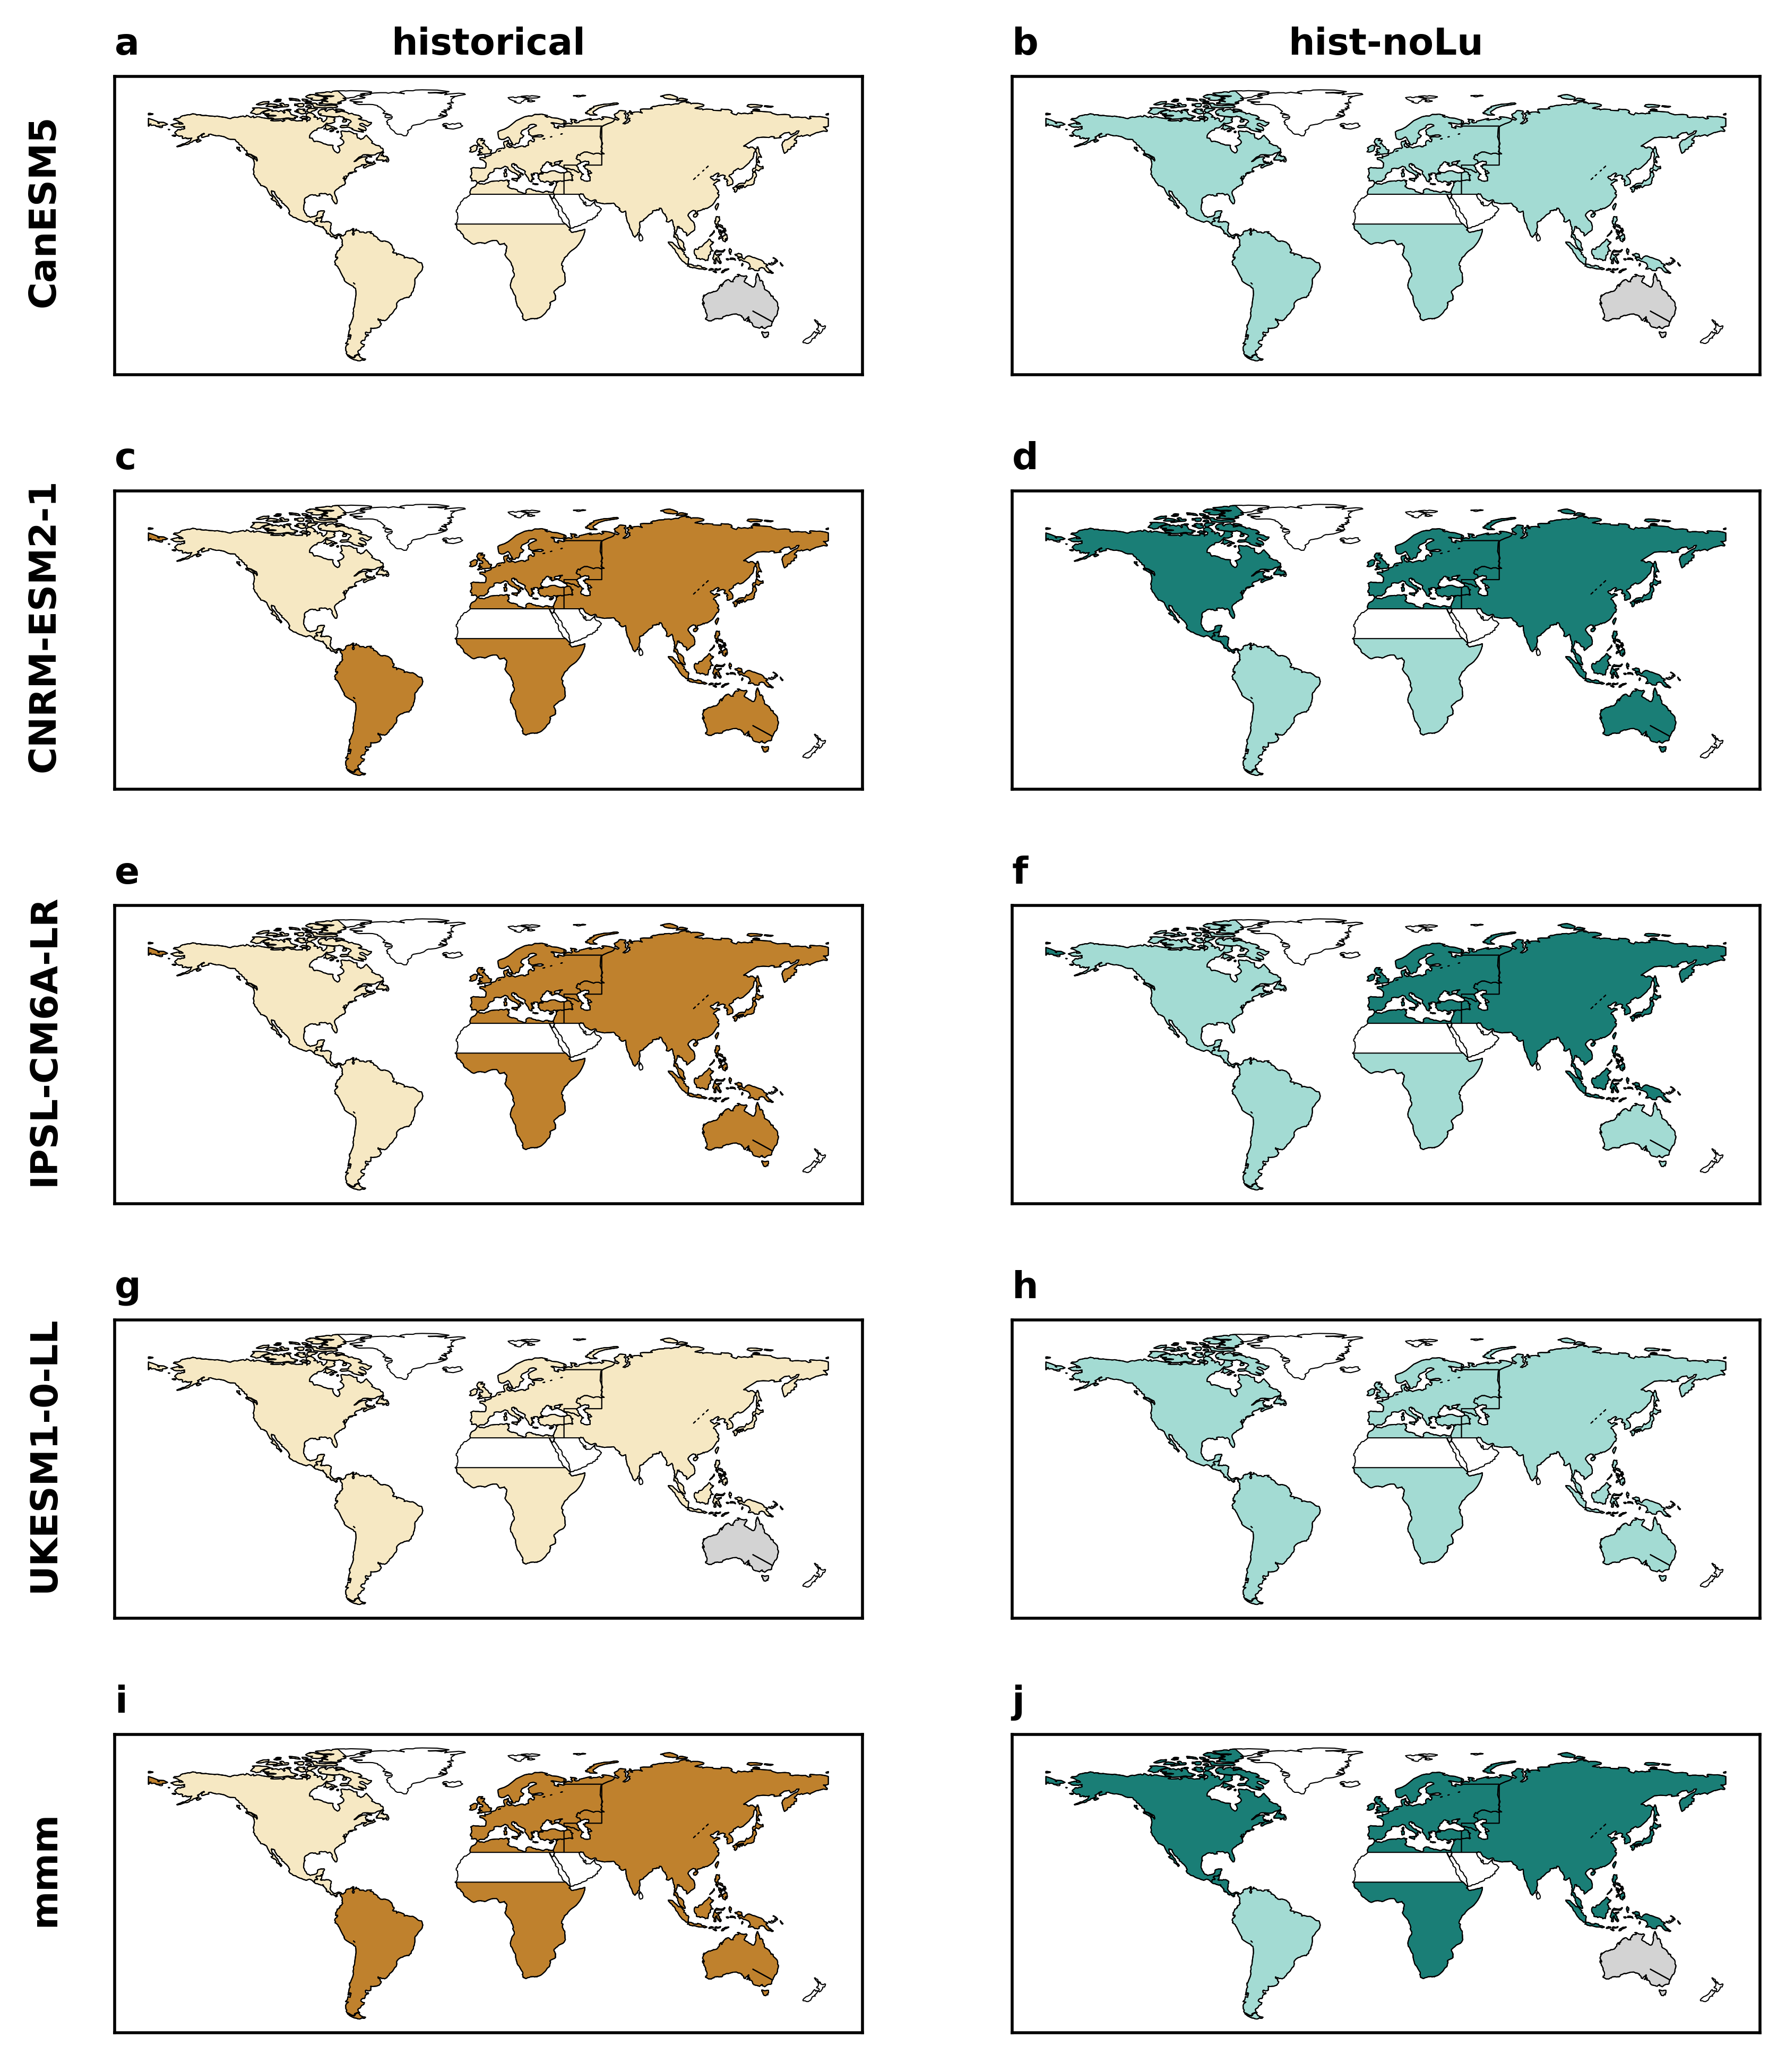 a historical
b hist-noLu
CanESM5
c
d
CNRM-ESM2-1
e
f
IPSL-CM6A-LR
g
h
UKESM1-0-LL
i
j
mmm